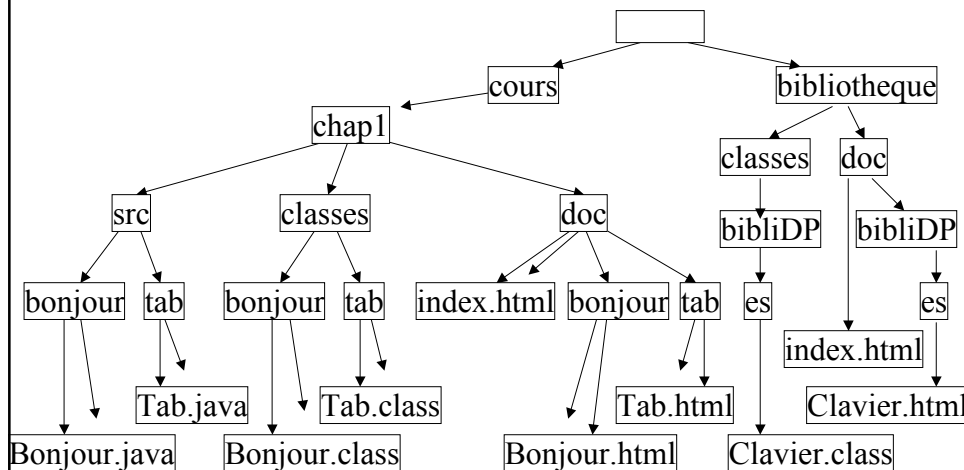 cours
bibliotheque
chap1
classes
doc
src
classes
doc
bibliDP
bibliDP
bonjour
tab
bonjour
tab
index.html
bonjour
tab
es
es
index.html
Tab.java
Tab.class
Tab.html
Clavier.html
Bonjour.java
Bonjour.class
Bonjour.html
Clavier.class